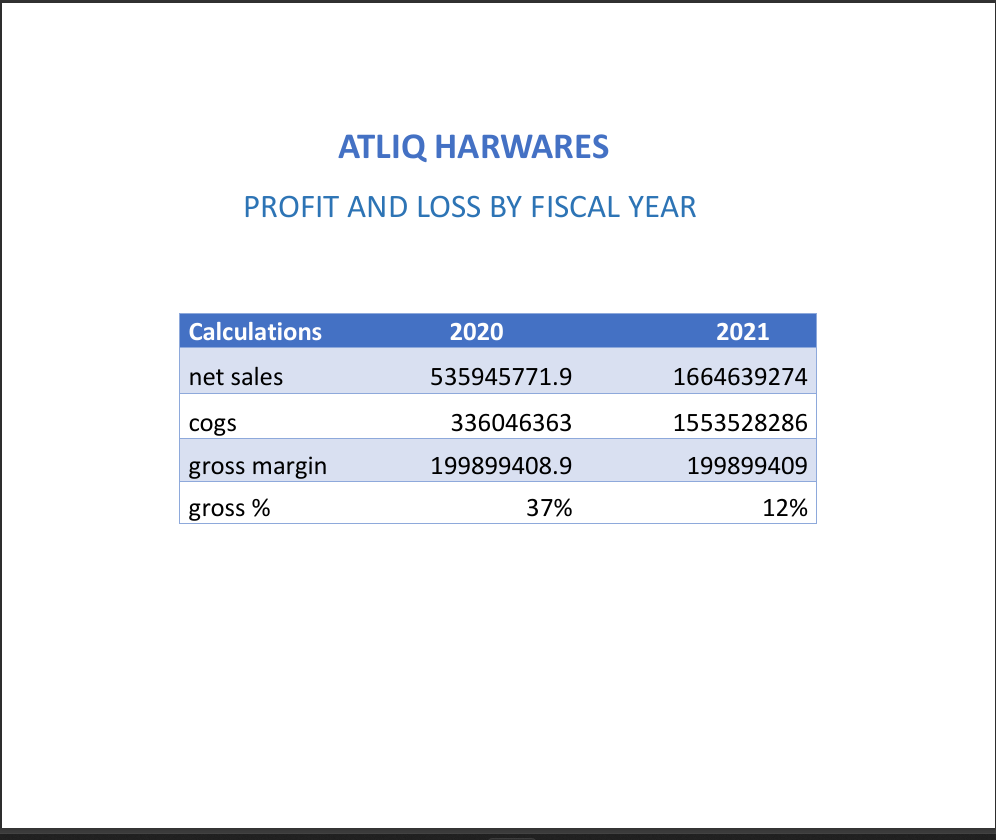 ATLIQ HARWARES
PROFIT AND LOSS BY FISCAL YEAR
Calculations 2020 2021
net sales 535945771.9 1664639274
cogs 336046363 1553528286
gross margin 199899408.9 199899409
gross % 37% 12%